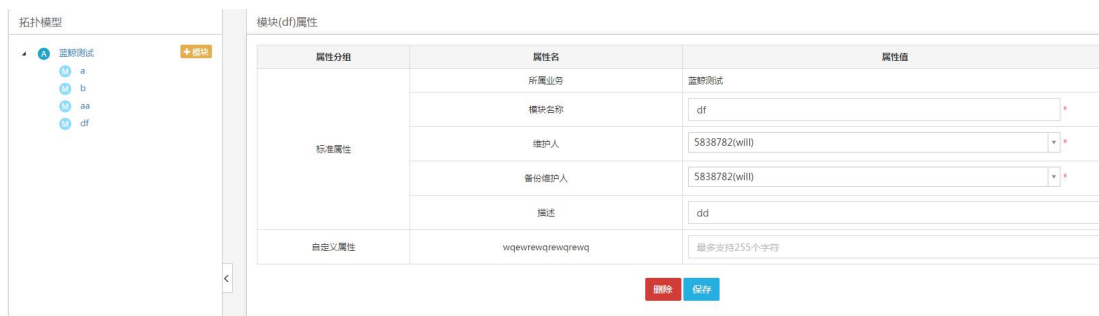 拓扑模型
模块(df)属性
A 蓝鲸测试
+模块
M a
M b
M aa
M df
属性分组 属性名 属性值
标准属性
所属业务 蓝鲸测试
模块名称 df *
维护人 5838782(will) *
备份维护人 5838782(will) *
描述 dd
自定义属性 wqewrewqrewqrewq 最多支持255个字符
删除 保存